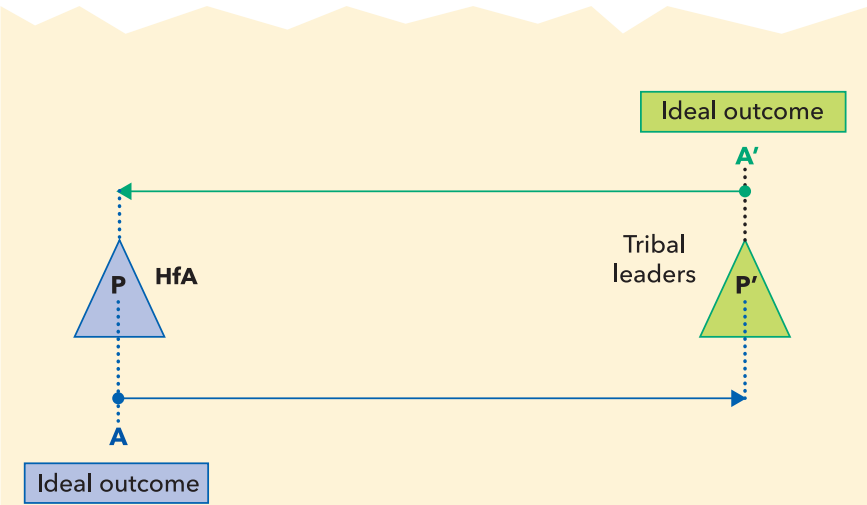 Ideal outcome
A′
Tribal
leaders
P
HfA
P′
A
Ideal outcome